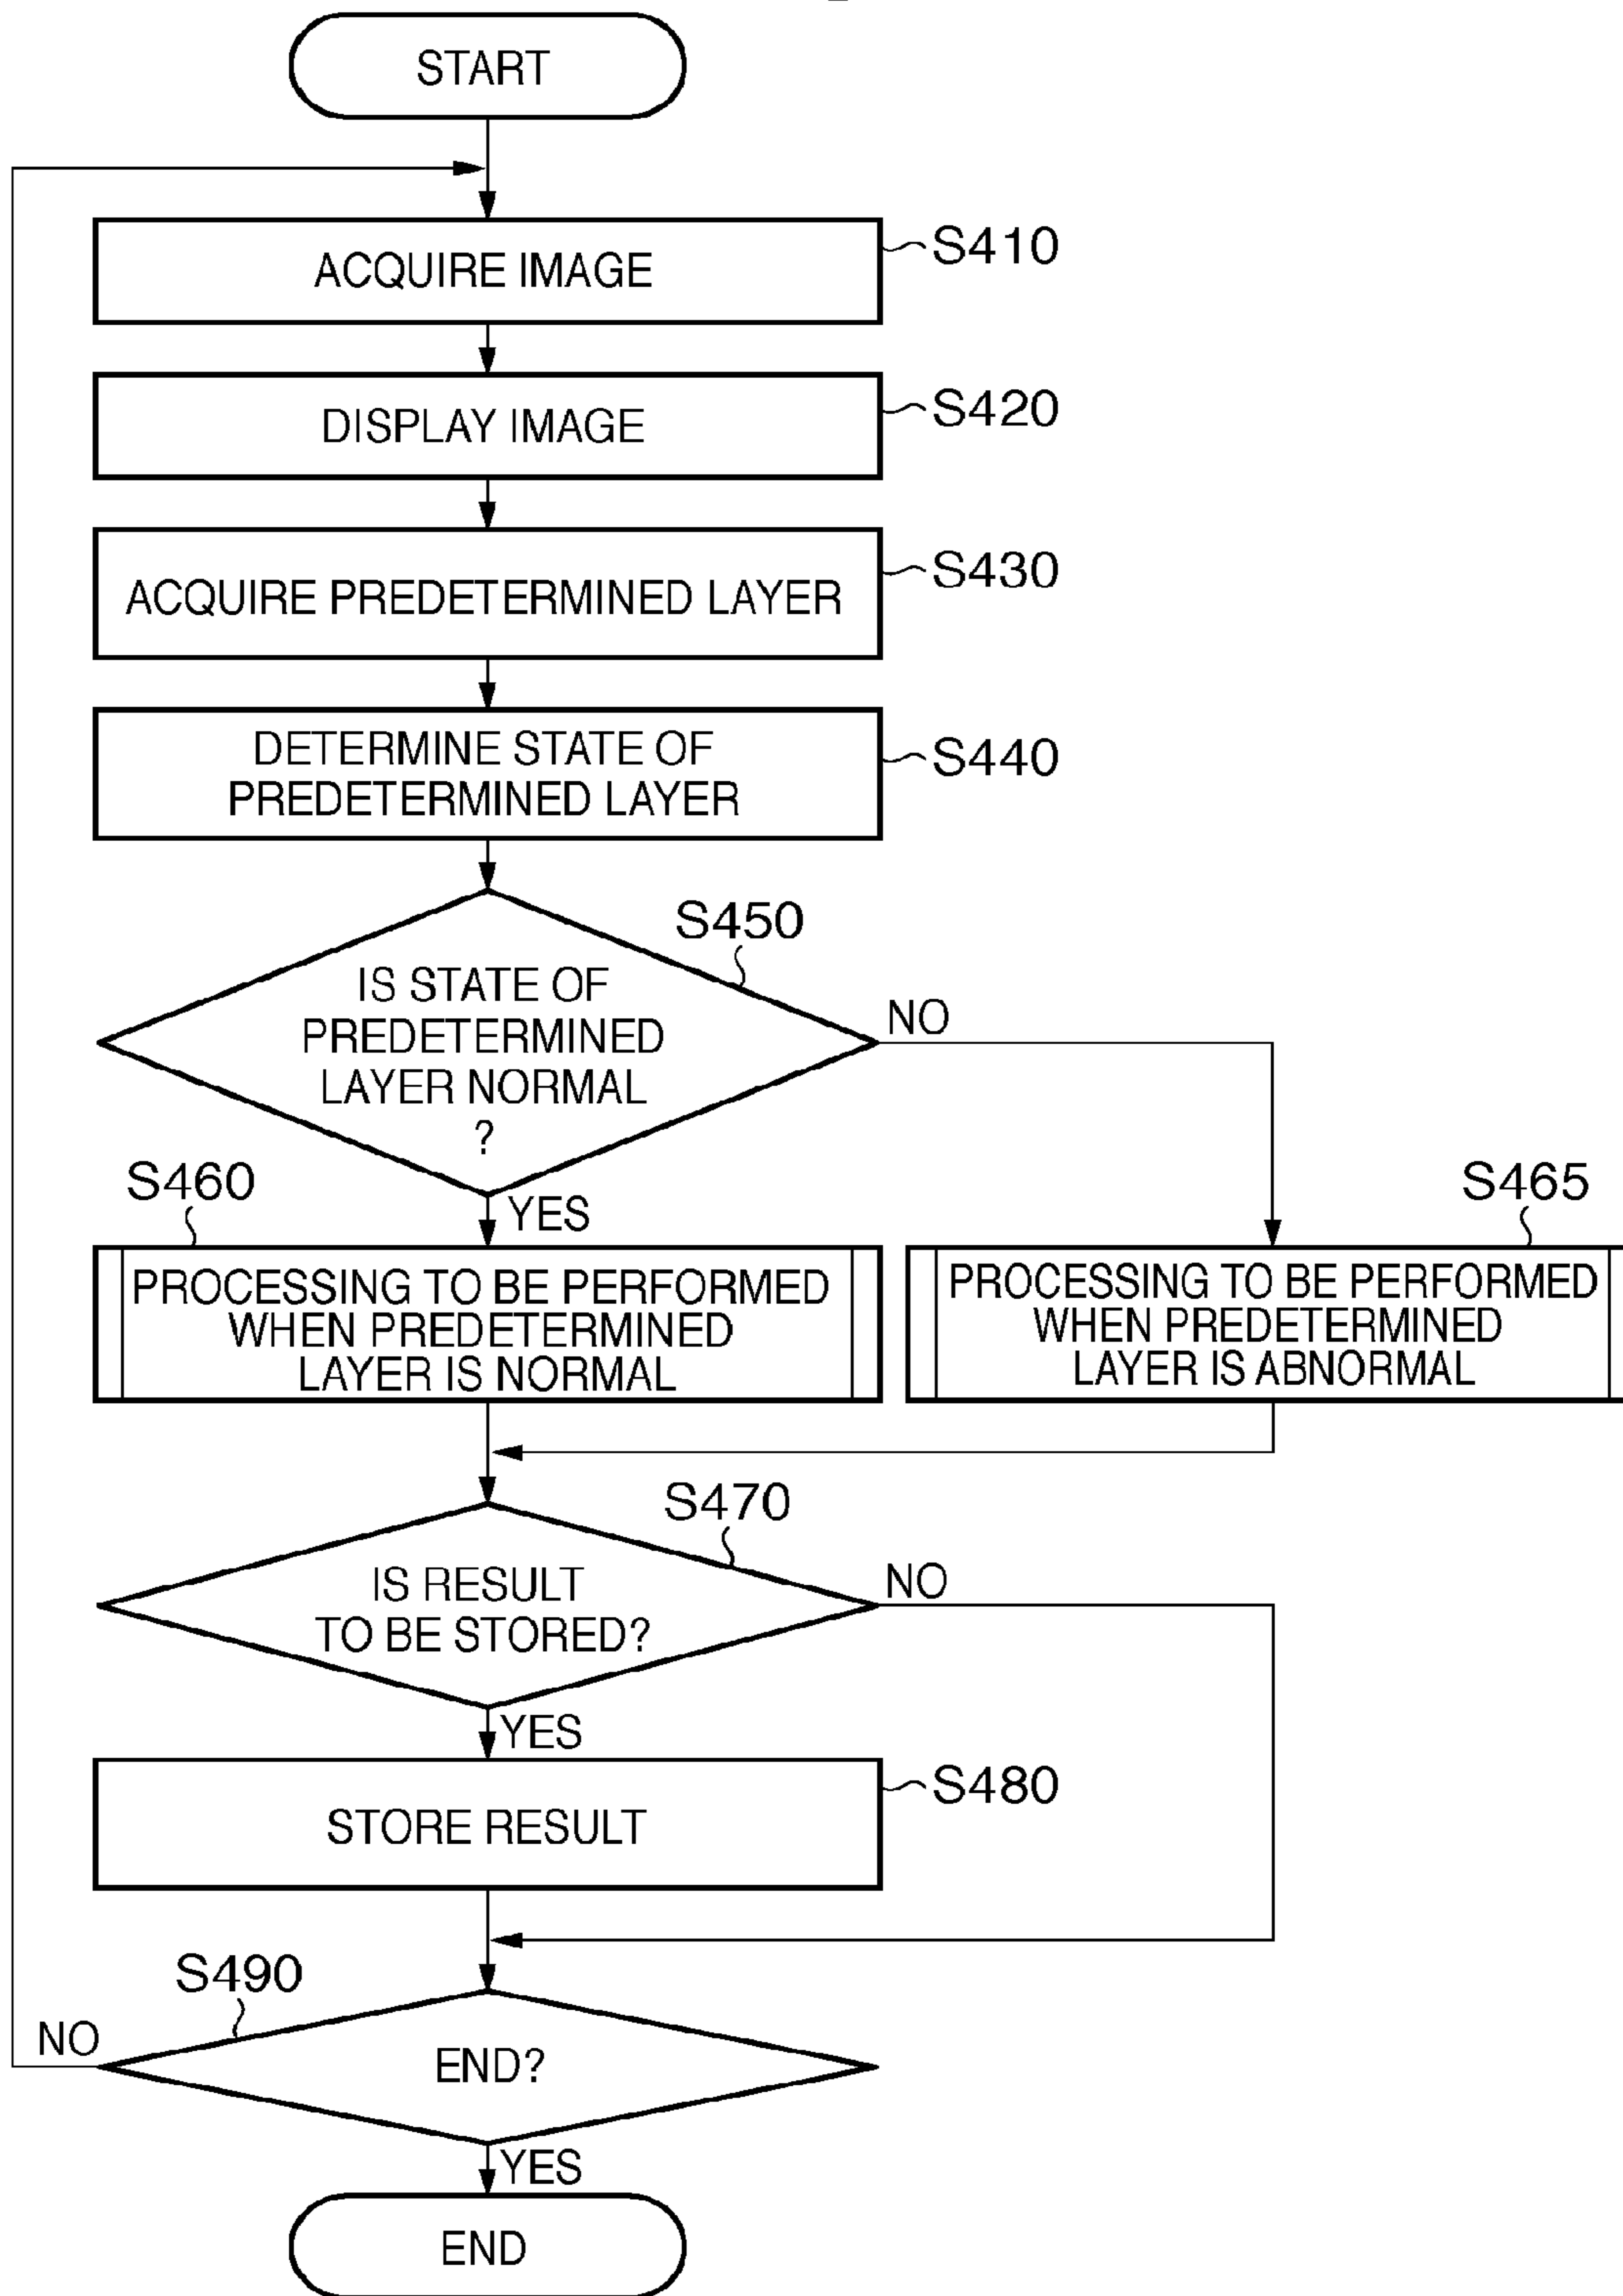 START
ACQUIRE IMAGE
S410
DISPLAY IMAGE
S420
ACQUIRE PREDETERMINED LAYER
S430
DETERMINE STATE OF
PREDETERMINED LAYER
S440
S450
IS STATE OF
PREDETERMINED
LAYER NORMAL
?
NO
YES
S460
PROCESSING TO BE PERFORMED
WHEN PREDETERMINED
LAYER IS NORMAL
S465
PROCESSING TO BE PERFORMED
WHEN PREDETERMINED
LAYER IS ABNORMAL
S470
IS RESULT
TO BE STORED?
NO
YES
STORE RESULT
S480
S490
END?
NO
YES
END